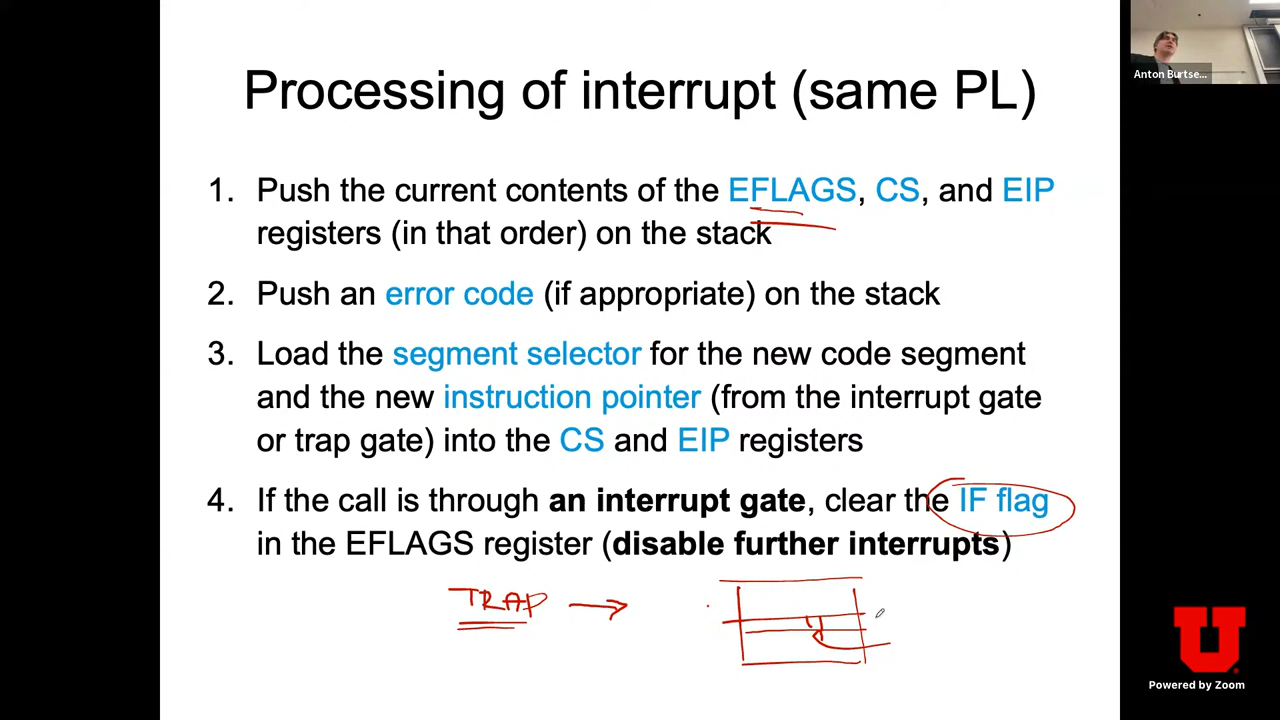 Anton Burtse...
Processing of interrupt (same PL)
1. Push the current contents of the EFLAGS, CS, and EIP
registers (in that order) on the stack
2. Push an error code (if appropriate) on the stack
3. Load the segment selector for the new code segment
and the new instruction pointer (from the interrupt gate
or trap gate) into the CS and EIP registers
4. If the call is through an interrupt gate, clear the IF flag
in the EFLAGS register (disable further interrupts)
TRAP
U
Powered by Zoom